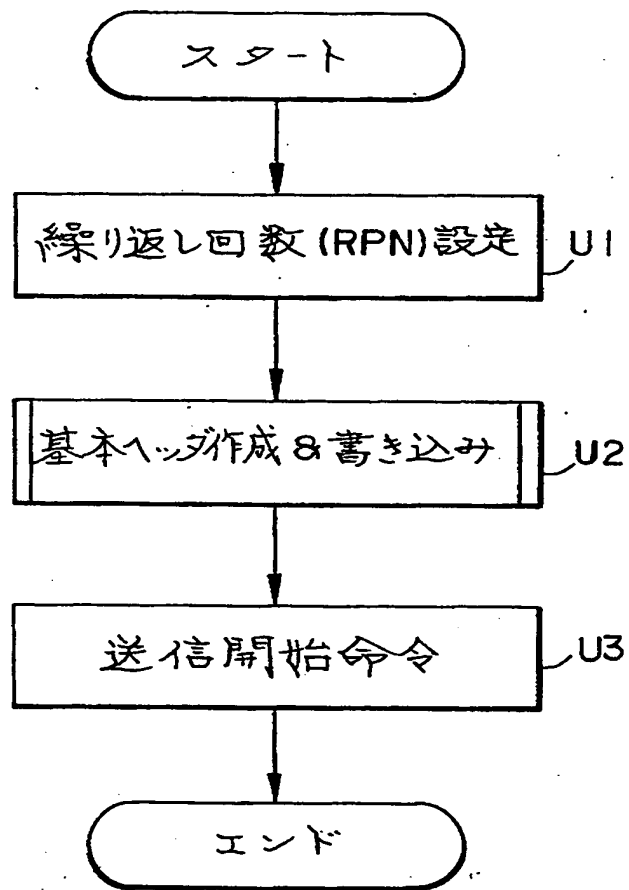 スタート
繰り返し回数(RPN)設定 U1
基本ヘッダ作成&書き込み U2
送信開始命令 U3
エンド